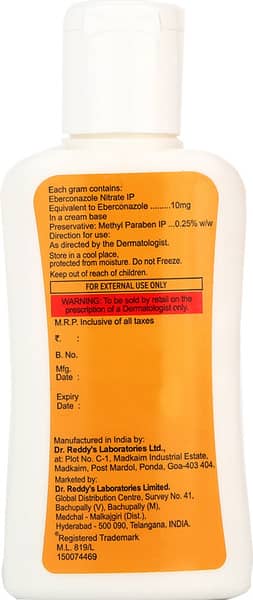 Each gram contains:
Eberconazole Nitrate IP
Equivalent to Eberconazole .........10mg
In a cream base
Preservative: Methyl Paraben IP ...0.25% w/w
Direction for use:
As directed by the Dermatologist.
Store in a cool place,
protected from moisture. Do not Freeze.
Keep out of reach of children.
FOR EXTERNAL USE ONLY
WARNING: To be sold by retail on the
prescription of a Dermatologist only.
M.R.P. Inclusive of all taxes
₹. :
B. No.
Mfg.
Date :
Expiry
Date :
Manufactured in India by:
Dr. Reddy's Laboratories Ltd.,
at: Plot No. C-1, Madkaim Industrial Estate,
Madkaim, Post Mardol, Ponda, Goa-403 404.
Marketed by:
Dr. Reddy's Laboratories Limited.
Global Distribution Centre, Survey No. 41,
Bachupally (V), Bachupally (M),
Medchal - Malkajgiri (Dist.),
Hyderabad - 500 090, Telangana, INDIA.
®Registered Trademark
M.L. 819/L
150074469